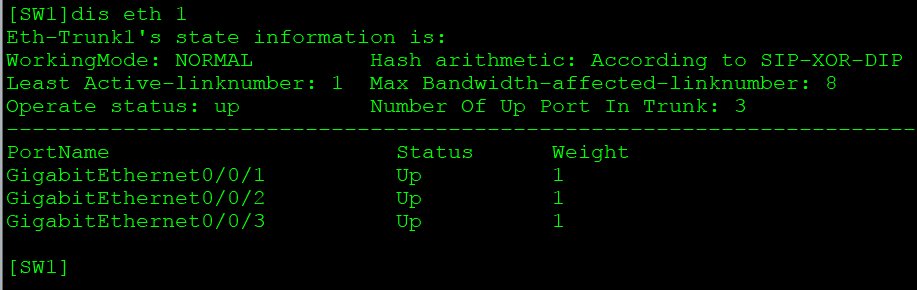 [SW1]dis eth 1
Eth-Trunk1's state information is:
WorkingMode: NORMAL         Hash arithmetic: According to SIP-XOR-DIP
Least Active-linknumber: 1  Max Bandwidth-affected-linknumber: 8
Operate status: up          Number Of Up Port In Trunk: 3
--------------------------------------------------------------------------------
PortName                      Status      Weight
GigabitEthernet0/0/1          Up          1
GigabitEthernet0/0/2          Up          1
GigabitEthernet0/0/3          Up          1
[SW1]